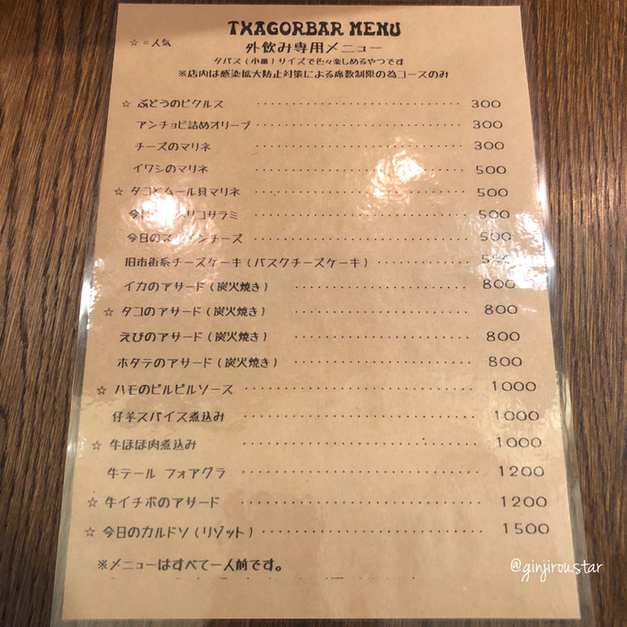 TXAGORBAR MENU
☆=人気
外飲み専用メニュー
タパス(小皿)サイズで色々楽しめるやつです
※店内は感染拡大防止対策による席数制限の為コースのみ
☆ ぶどうのピクルス 300
アンチョビ詰めオリーブ 300
チーズのマリネ 300
イワシのマリネ 500
☆ タコとムール貝マリネ 500
リコサラミ 500
今日の チーズ 500
旧市街系チーズケーキ(バスクチーズケーキ)
イカのアサード(炭火焼き) 800
☆ タコのアサード(炭火焼き) 800
えびのアサード(炭火焼き) 800
ホタテのアサード(炭火焼き) 800
☆ ハモのピルピルソース 1000
仔羊スパイス煮込み 1000
☆ 牛ほほ肉煮込み 1000
牛テール フォアグラ 1200
☆ 牛イチボのアサード 1200
☆ 今日のカルドソ(リゾット) 1500
※メニューはすべて一人前です。
@ginjiroustar